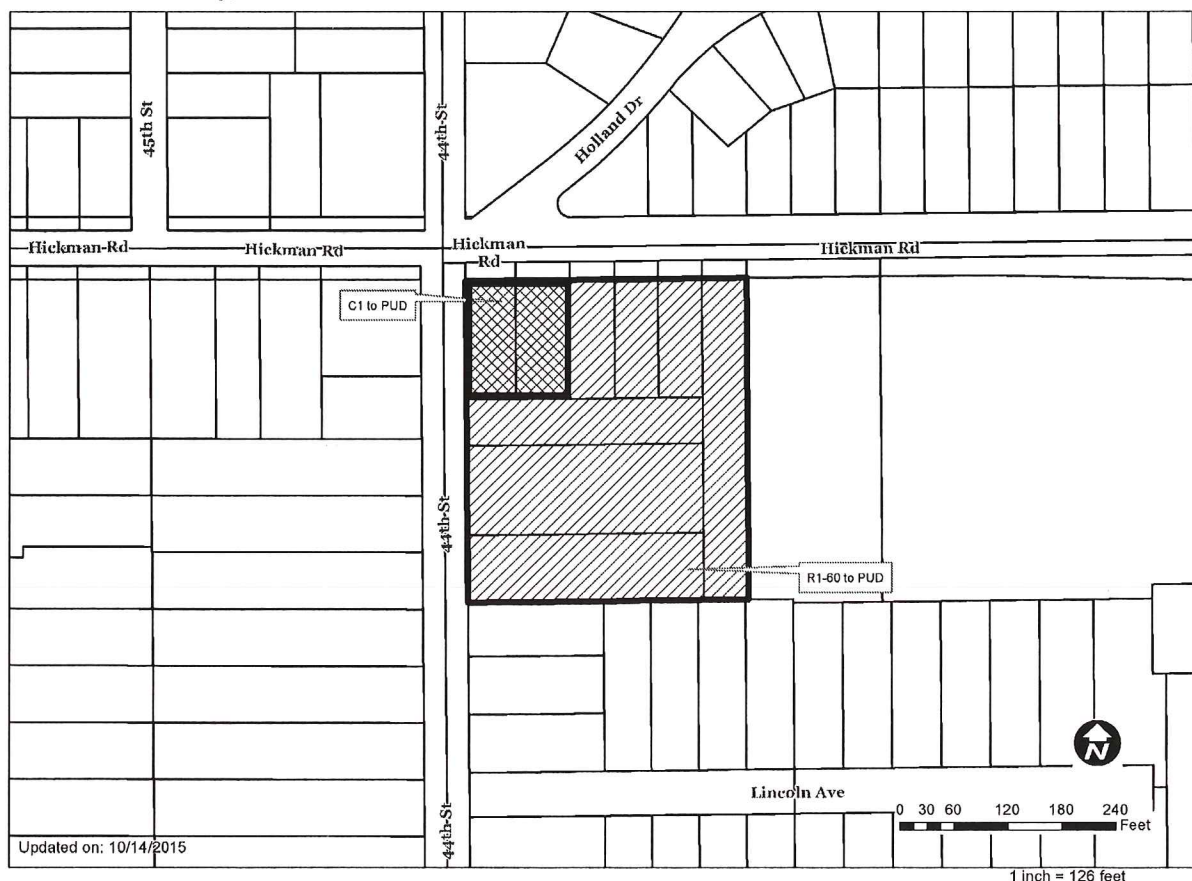 45th St
44th St
Holland Dr
Hickman Rd
Hickman Rd
Hickman
Rd
Hickman Rd
C1 to PUD
44th St
R1-60 to PUD
Lincoln Ave
N
0 30 60 120 180 240
Feet
44th St
Updated on: 10/14/2015
1 inch = 126 feet